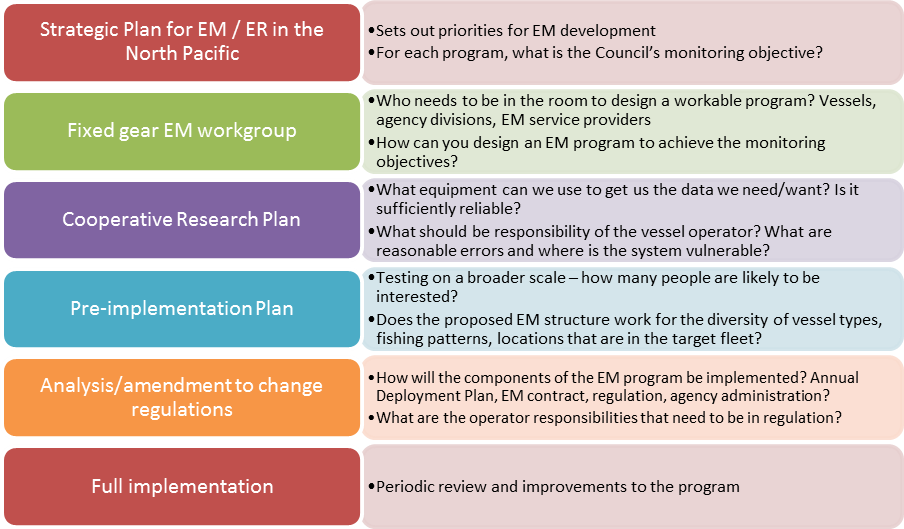 Strategic Plan for EM / ER in the
North Pacific
•Sets out priorities for EM development
•For each program, what is the Council's monitoring objective?
Fixed gear EM workgroup
•Who needs to be in the room to design a workable program? Vessels,
agency divisions, EM service providers
•How can you design an EM program to achieve the monitoring
objectives?
Cooperative Research Plan
•What equipment can we use to get us the data we need/want? Is it
sufficiently reliable?
•What should be responsibility of the vessel operator? What are
reasonable errors and where is the system vulnerable?
Pre-implementation Plan
•Testing on a broader scale – how many people are likely to be
interested?
•Does the proposed EM structure work for the diversity of vessel types,
fishing patterns, locations that are in the target fleet?
Analysis/amendment to change
regulations
•How will the components of the EM program be implemented? Annual
Deployment Plan, EM contract, regulation, agency administration?
•What are the operator responsibilities that need to be in regulation?
Full implementation
•Periodic review and improvements to the program